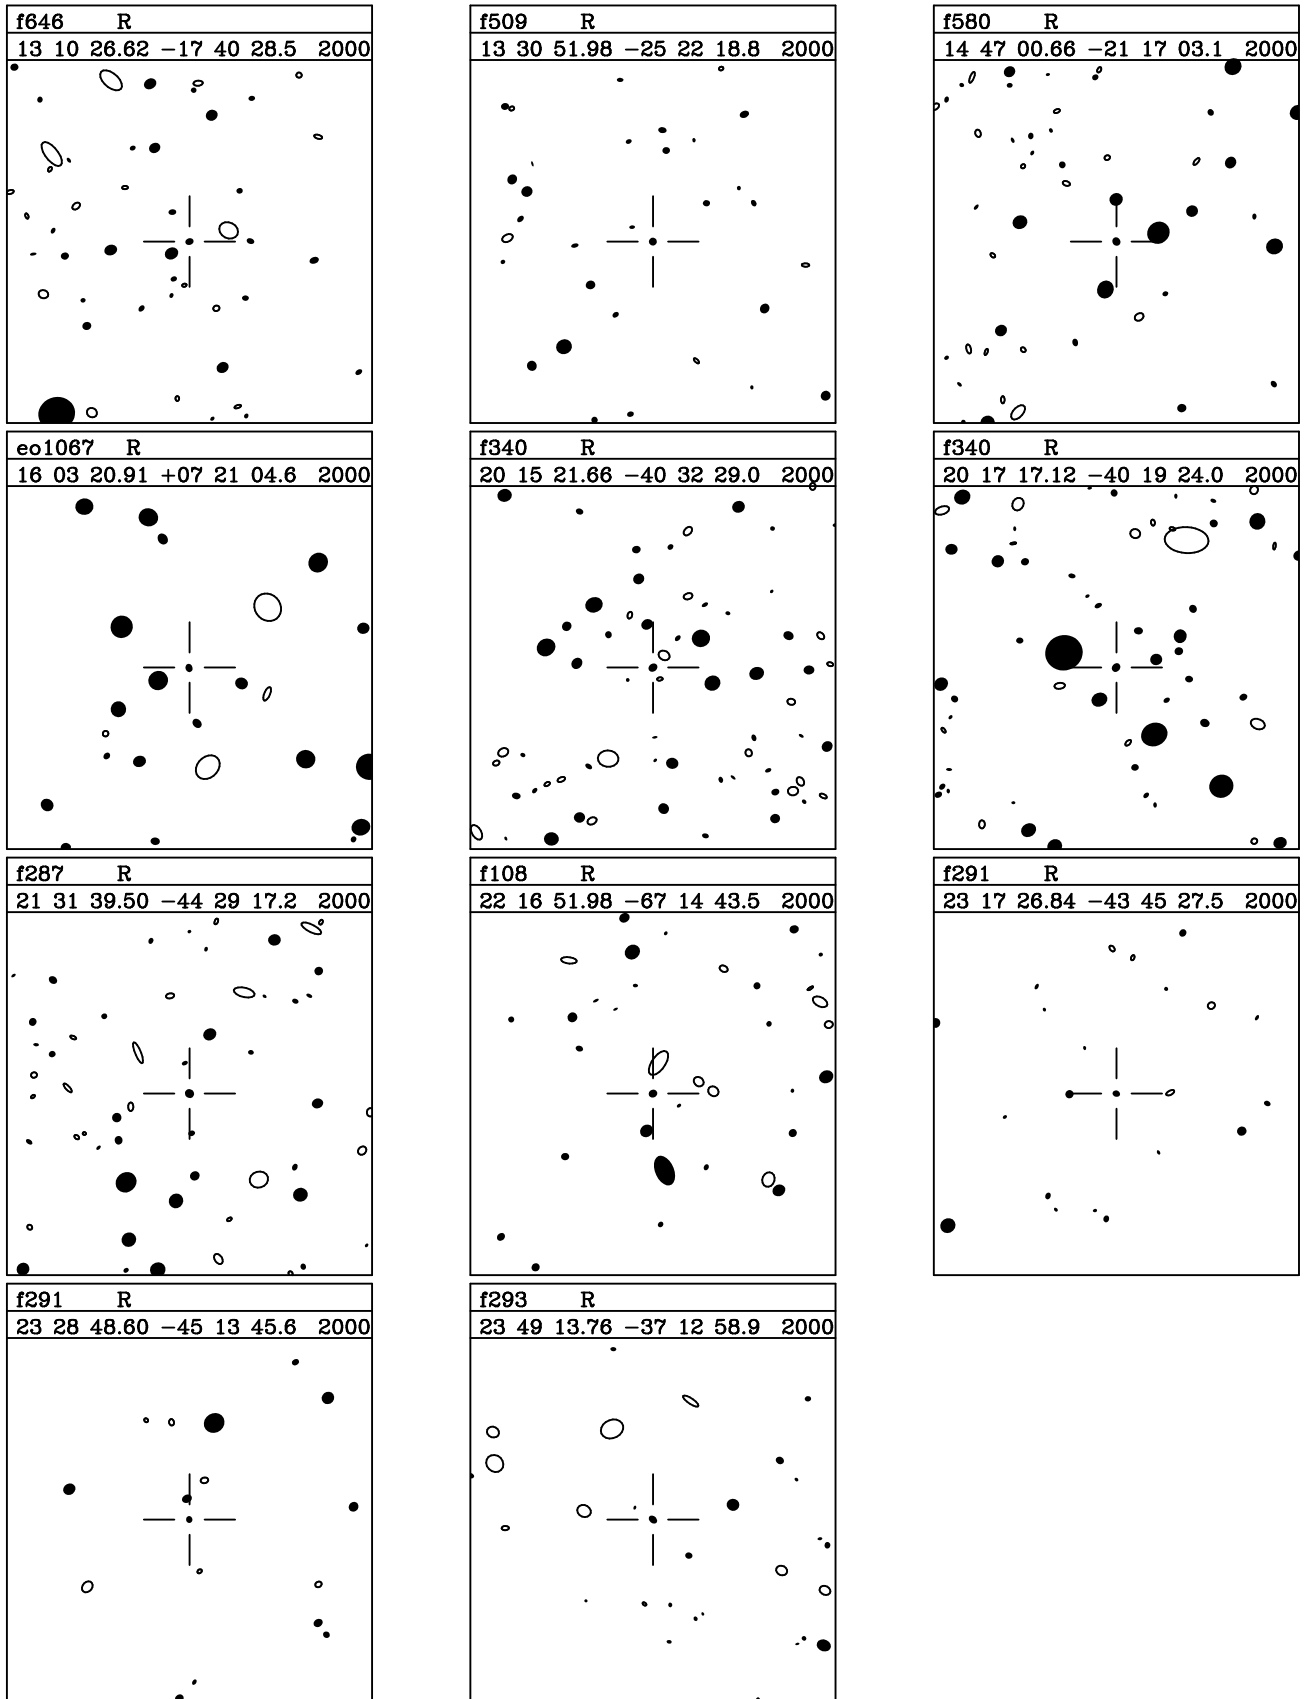 f646 R
13 10 26.62 −17 40 28.5 2000
f509 R
13 30 51.98 −25 22 18.8 2000
f580 R
14 47 00.66 −21 17 03.1 2000
eo1067 R
16 03 20.91 +07 21 04.6 2000
f340 R
20 15 21.66 −40 32 29.0 2000
f340 R
20 17 17.12 −40 19 24.0 2000
f287 R
21 31 39.50 −44 29 17.2 2000
f108 R
22 16 51.98 −67 14 43.5 2000
f291 R
23 17 26.84 −43 45 27.5 2000
f291 R
23 28 48.60 −45 13 45.6 2000
f293 R
23 49 13.76 −37 12 58.9 2000